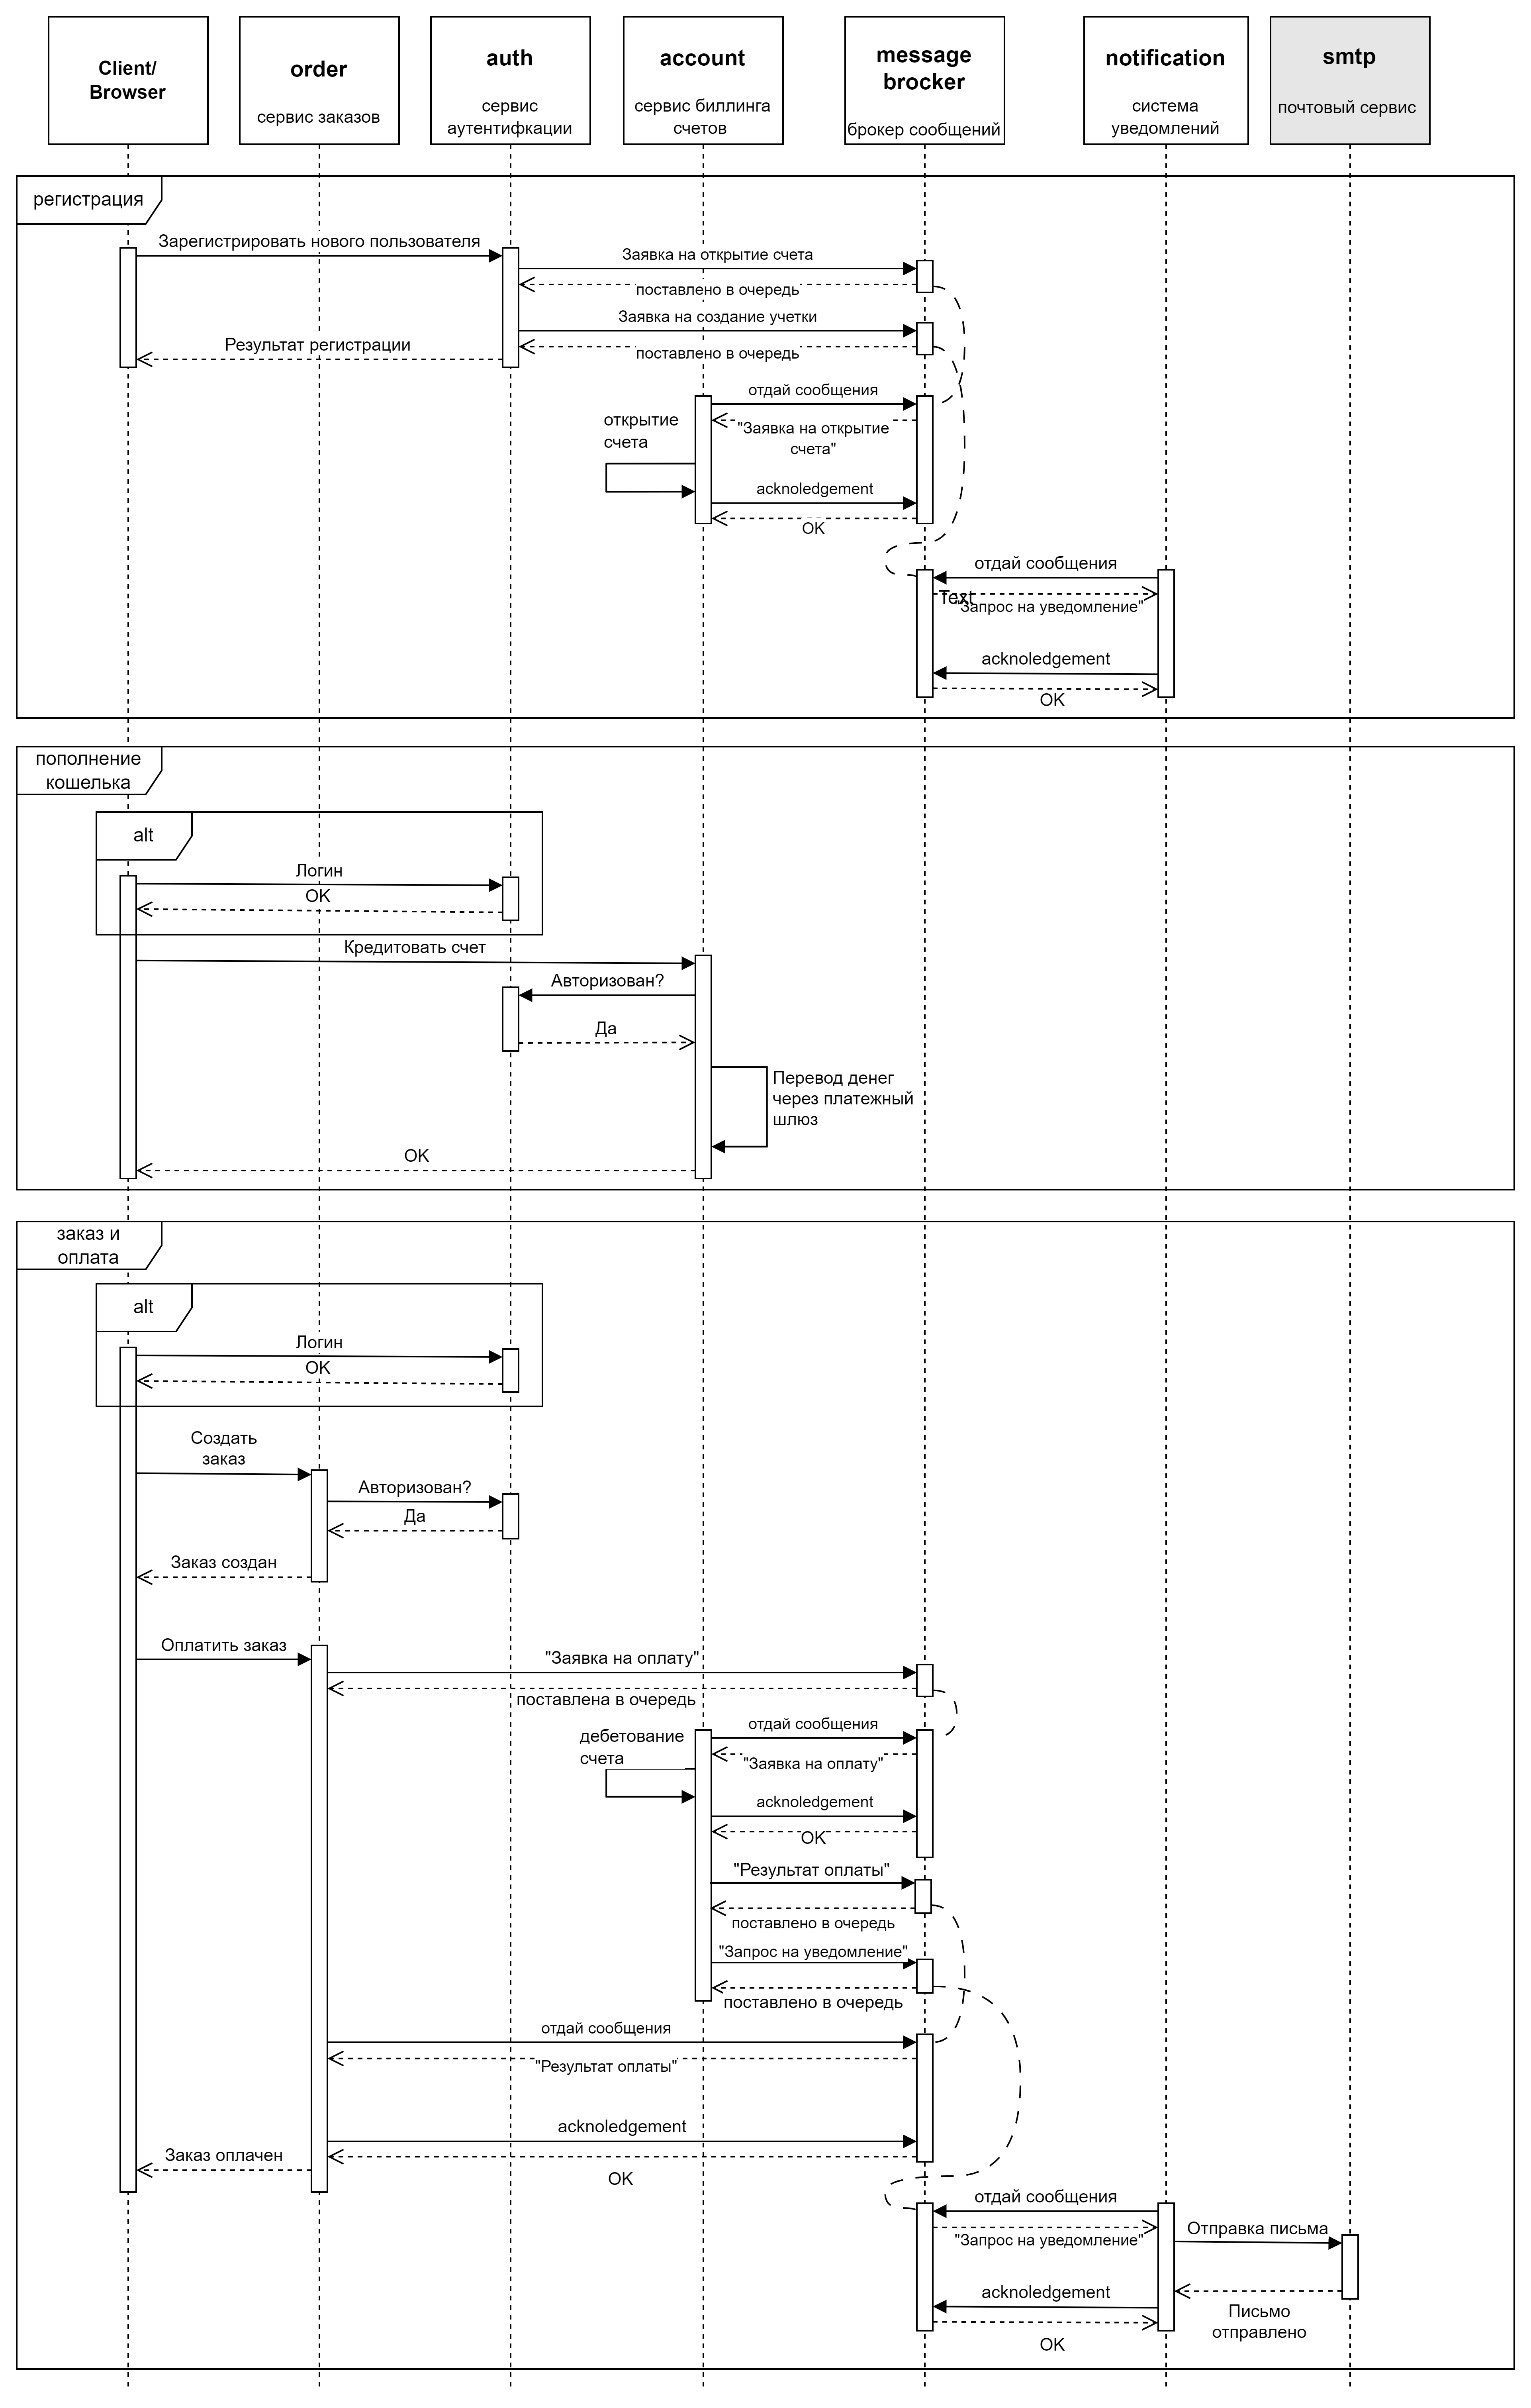 Client/
Browser
order
сервис заказов
auth
сервис
аутентифкации
account
сервис биллинга
счетов
message
brocker
брокер сообщений
notification
система
уведомлений
smtp
почтовый сервис
регистрация
Зарегистрировать нового пользователя
Заявка на открытие счета
поставлено в очередь
Заявка на создание учетки
Результат регистрации
поставлено в очередь
отдай сообщения
открытие
счета
"Заявка на открытие
счета"
acknoledgement
OK
отдай сообщения
Text
"Запрос на уведомление"
acknoledgement
OK
пополнение
кошелька
alt
Логин
OK
Кредитовать счет
Авторизован?
Да
Перевод денег
через платежный
шлюз
OK
заказ и
оплата
alt
Логин
OK
Создать
заказ
Авторизован?
Да
Заказ создан
Оплатить заказ
"Заявка на оплату"
поставлена в очередь
отдай сообщения
дебетование
счета
"Заявка на оплату"
acknoledgement
OK
"Результат оплаты"
поставлено в очередь
"Запрос на уведомление"
поставлено в очередь
отдай сообщения
"Результат оплаты"
acknoledgement
Заказ оплачен
OK
отдай сообщения
Отправка письма
"Запрос на уведомление"
acknoledgement
Письмо
отправлено
OK